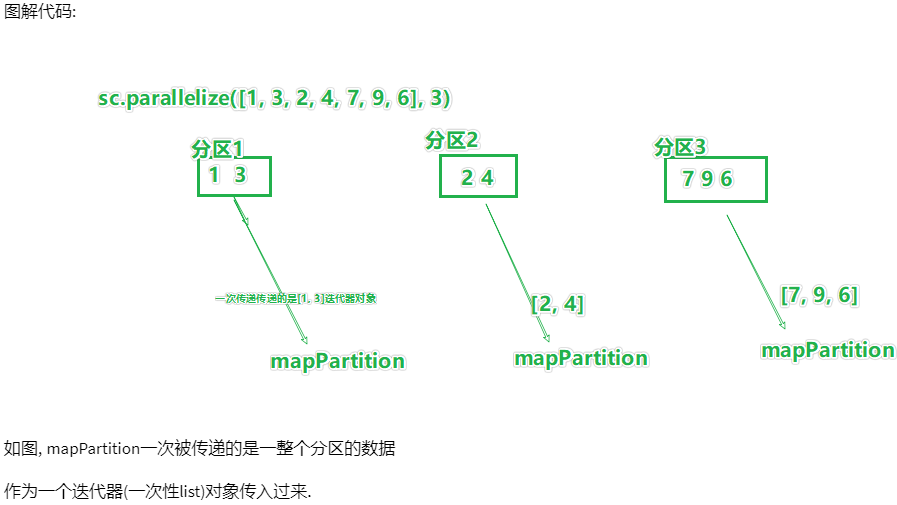 图解代码:
sc.parallelize([1, 3, 2, 4, 7, 9, 6], 3)
分区1
分区2
分区3
1 3
2 4
7 9 6
一次传递传递的是[1, 3]迭代器对象
[2, 4]
[7, 9, 6]
mapPartition
mapPartition
mapPartition
如图, mapPartition一次被传递的是一整个分区的数据
作为一个迭代器(一次性list)对象传入过来.